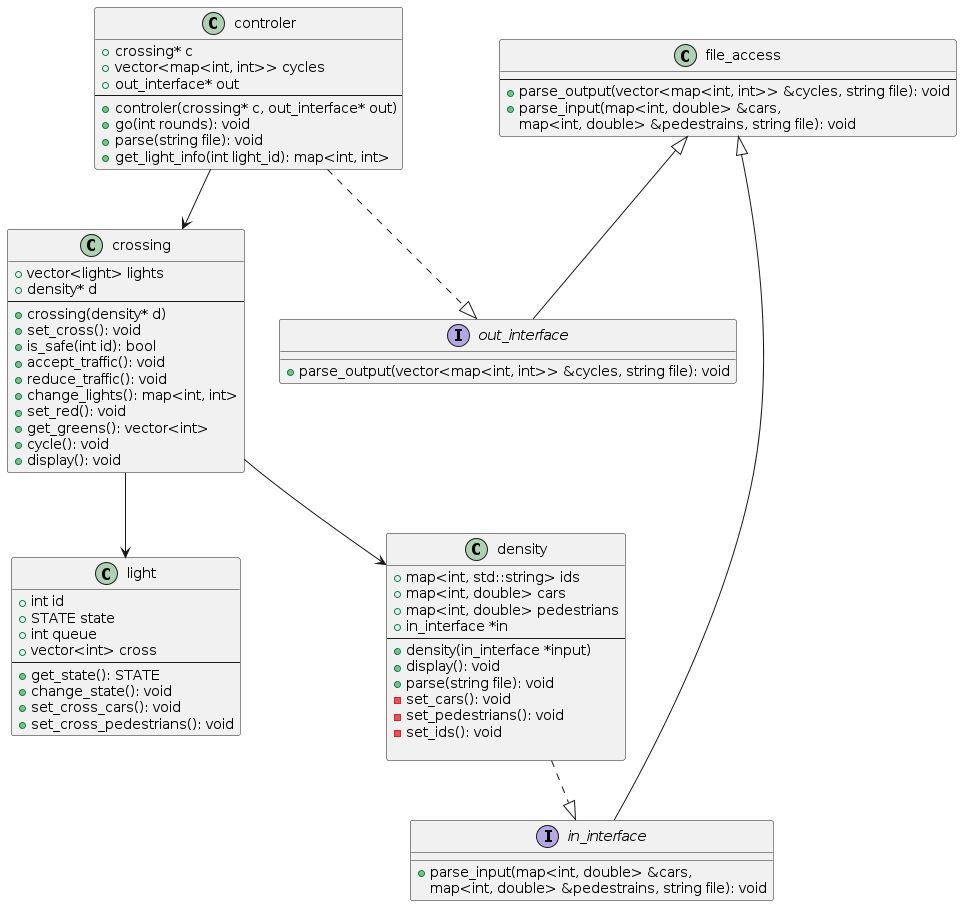 C controler
crossing* c
vector<map<int, int>> cycles
out_interface* out
controler(crossing* c, out_interface* out)
go(int rounds): void
parse(string file): void
get_light_info(int light_id): map<int, int>
C file_access
parse_output(vector<map<int, int>> &cycles, string file): void
parse_input(map<int, double> &cars,
map<int, double> &pedestrains, string file): void
C crossing
vector<light> lights
density* d
crossing(density* d)
set_cross(): void
is_safe(int id): bool
accept_traffic(): void
reduce_traffic(): void
change_lights(): map<int, int>
set_red(): void
get_greens(): vector<int>
cycle(): void
display(): void
I out_interface
parse_output(vector<map<int, int>> &cycles, string file): void
C light
int id
STATE state
int queue
vector<int> cross
get_state(): STATE
change_state(): void
set_cross_cars(): void
set_cross_pedestrians(): void
C density
map<int, std::string> ids
map<int, double> cars
map<int, double> pedestrians
in_interface *in
density(in_interface *input)
display(): void
parse(string file): void
set_cars(): void
set_pedestrians(): void
set_ids(): void
I in_interface
parse_input(map<int, double> &cars,
map<int, double> &pedestrains, string file): void